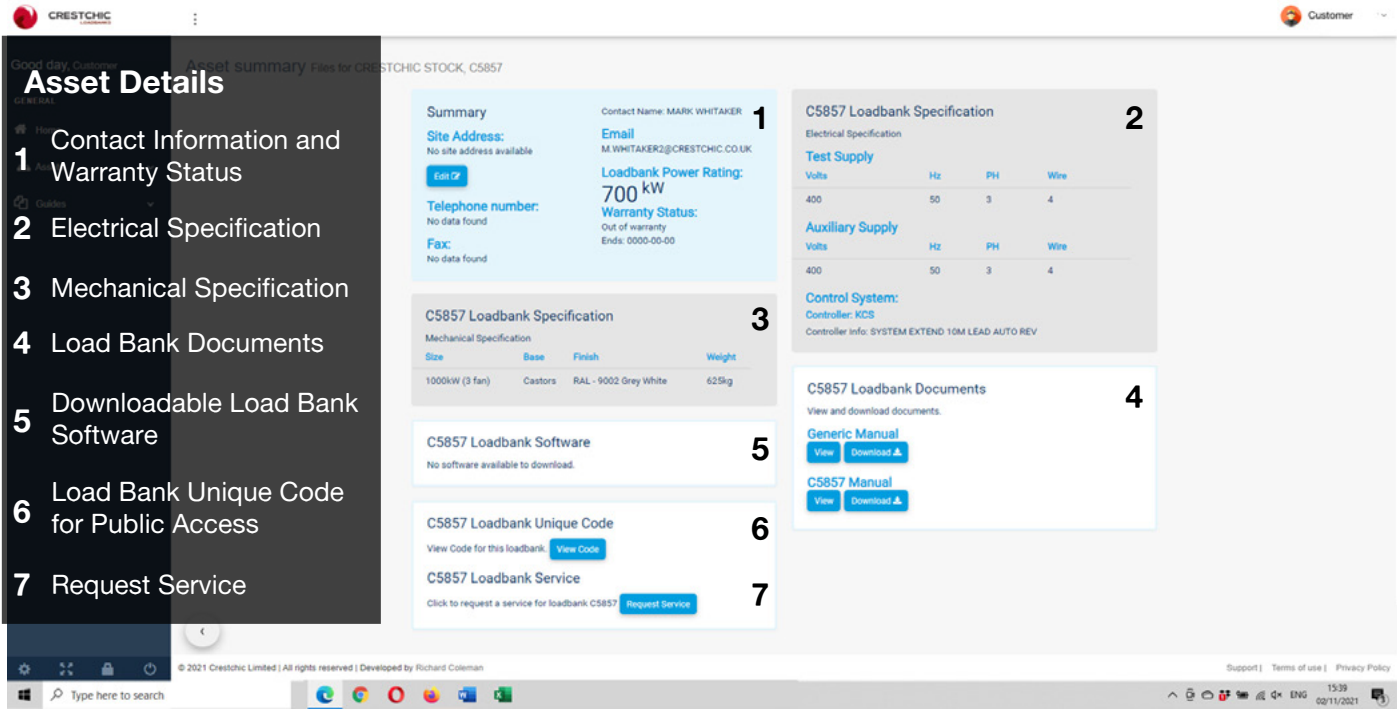 CRESTCHIC
LOADBANKS
Customer
Good day, Customer
Asset summary Files for CRESTCHIC STOCK, C5857
Asset Details
GENERAL
1 Contact Information and
Warranty Status
Guides
2 Electrical Specification
3 Mechanical Specification
4 Load Bank Documents
5 Downloadable Load Bank
Software
6 Load Bank Unique Code
for Public Access
7 Request Service
Summary
Site Address:
No site address available
Edit
Telephone number:
No data found
Fax:
No data found
Contact Name: MARK WHITAKER
Email
M.WHITAKER2@CRESTCHIC.CO.UK
Loadbank Power Rating:
700 kW
Warranty Status:
Out of warranty
Ends: 0000-00-00
1
C5857 Loadbank Specification
Mechanical Specification
Size Base Finish Weight
1000kW (3 fan) Castors RAL - 9002 Grey White 625kg
3
C5857 Loadbank Software
No software available to download.
5
C5857 Loadbank Unique Code
View Code for this loadbank. View Code
6
C5857 Loadbank Service
Click to request a service for loadbank C5857 Request Service
7
C5857 Loadbank Specification
Electrical Specification
Test Supply
Volts Hz PH Wire
400 50 3 4
Auxiliary Supply
Volts Hz PH Wire
400 50 3 4
Control System:
Controller: KCS
Controller Info: SYSTEM EXTEND 10M LEAD AUTO REV
2
C5857 Loadbank Documents
View and download documents.
Generic Manual
View Download
C5857 Manual
View Download
4
© 2021 Crestchic Limited | All rights reserved | Developed by Richard Coleman
Support | Terms of use | Privacy Policy
Type here to search
ENG
15:39
02/11/2021